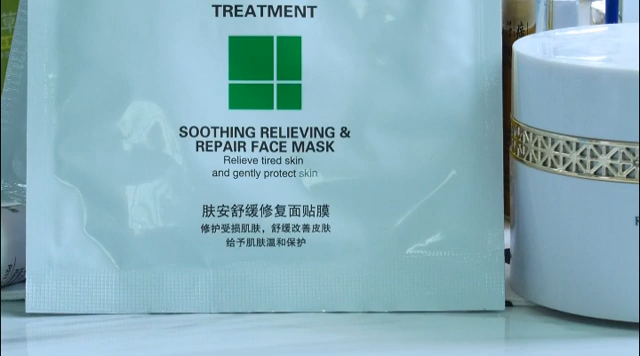 TREATMENT
SOOTHING RELIEVING &
REPAIR FACE MASK
Relieve tired skin
and gently protect skin
肤安舒缓修复面贴膜
修护受损肌肤，舒缓改善皮肤
给予肌肤温和保护